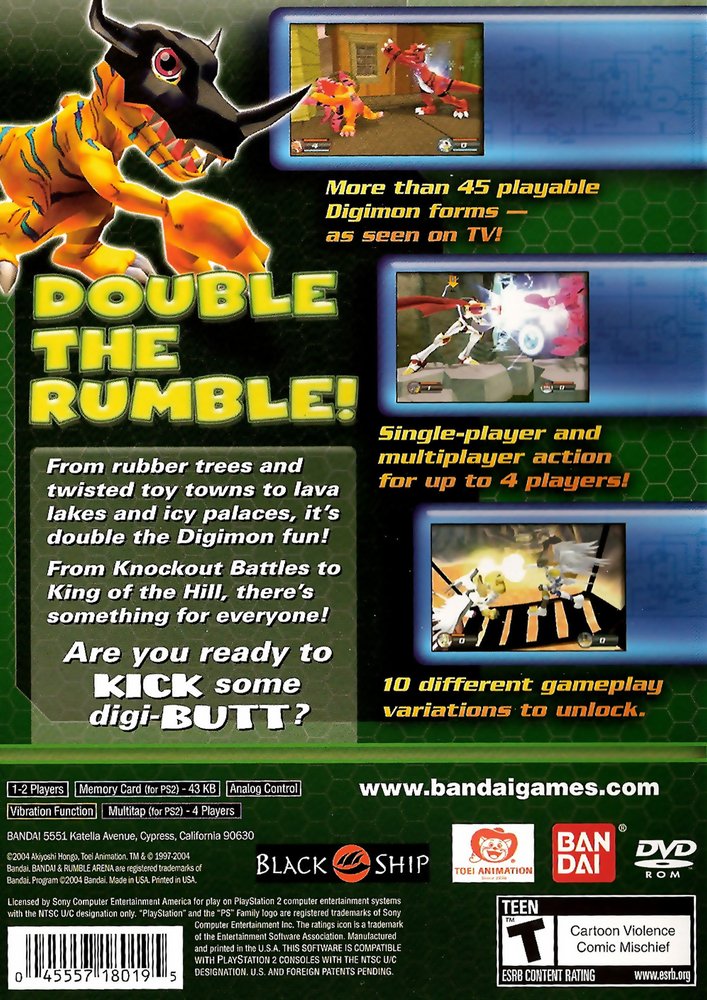 4 0
More than 45 playable
Digimon forms —
as seen on TV!
DOUBLE
THE
RUMBLE!
Single-player and
multiplayer action
for up to 4 players!
From rubber trees and
twisted toy towns to lava
lakes and icy palaces, it's
double the Digimon fun!
From Knockout Battles to
King of the Hill, there's
something for everyone!
Are you ready to
KICK some
digi-BUTT?
0 0
10 different gameplay
variations to unlock.
1-2 Players Memory Card (for PS2) - 43 KB Analog Control
Vibration Function Multitap (for PS2) - 4 Players
www.bandaigames.com
BANDAI 5551 Katella Avenue, Cypress, California 90630
©2004 Akiyoshi Hongo, Toei Animation. TM & © 1997-2004
Bandai. BANDAI & RUMBLE ARENA are registered trademarks of
Bandai. Program ©2004 Bandai. Made in USA. Printed in USA.
BLACK SHIP
TOEI ANIMATION
Since 1956
BAN
DAI
®
DVD
ROM
Licensed by Sony Computer Entertainment America for play on PlayStation 2 computer entertainment systems
with the NTSC U/C designation only. "PlayStation" and the "PS" Family logo are registered trademarks of Sony
Computer Entertainment Inc. The ratings icon is a trademark
of the Entertainment Software Association. Manufactured
and printed in the U.S.A. THIS SOFTWARE IS COMPATIBLE
WITH PLAYSTATION 2 CONSOLES WITH THE NTSC U/C
DESIGNATION. U.S. AND FOREIGN PATENTS PENDING.
0 45557 18019 5
TEEN
T
TM
Cartoon Violence
Comic Mischief
ESRB CONTENT RATING www.esrb.org